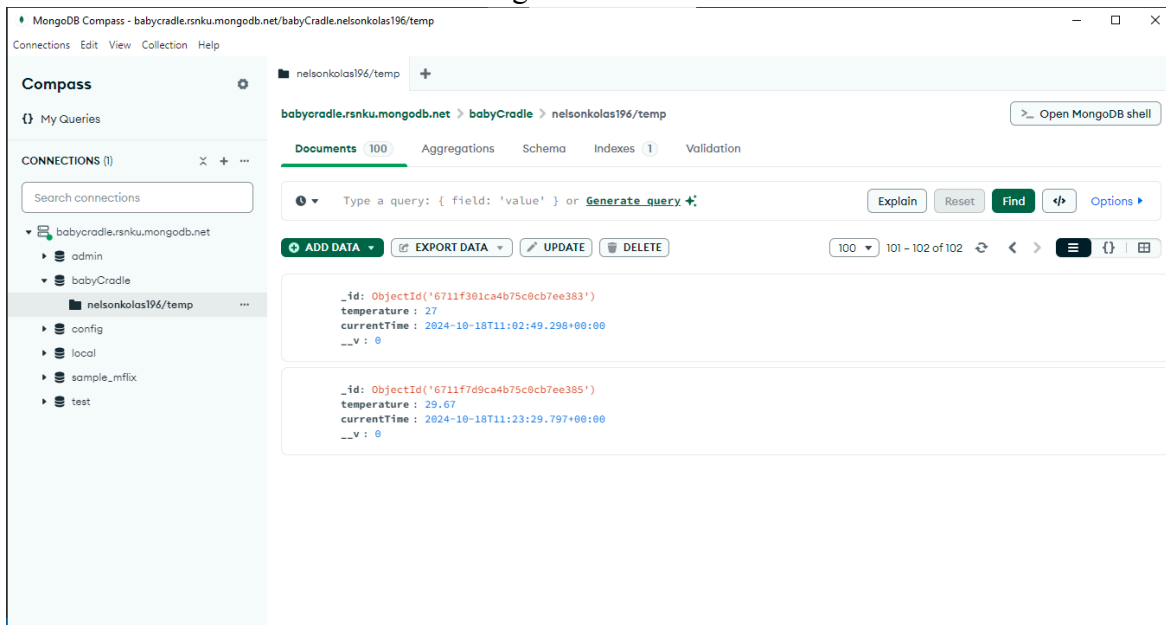 MongoDB Compass - babycradle.rsnku.mongodb.net/babyCradle.nelsonkolas196/temp
Connections Edit View Collection Help
Compass
{} My Queries
CONNECTIONS (1)
Search connections
babycradle.rsnku.mongodb.net
admin
babyCradle
nelsonkolas196/temp
config
local
sample_mflix
test
nelsonkolas196/temp
babycradle.rsnku.mongodb.net > babyCradle > nelsonkolas196/temp
>_ Open MongoDB shell
Documents 100 Aggregations Schema Indexes 1 Validation
Type a query: { field: 'value' } or Generate query
Explain Reset Find </> Options
ADD DATA EXPORT DATA UPDATE DELETE
100 101 – 102 of 102 {}
_id: ObjectId('6711f301ca4b75c0cb7ee383')
temperature : 27
currentTime : 2024-10-18T11:02:49.298+00:00
__v : 0
_id: ObjectId('6711f7d9ca4b75c0cb7ee385')
temperature : 29.67
currentTime : 2024-10-18T11:23:29.797+00:00
__v : 0